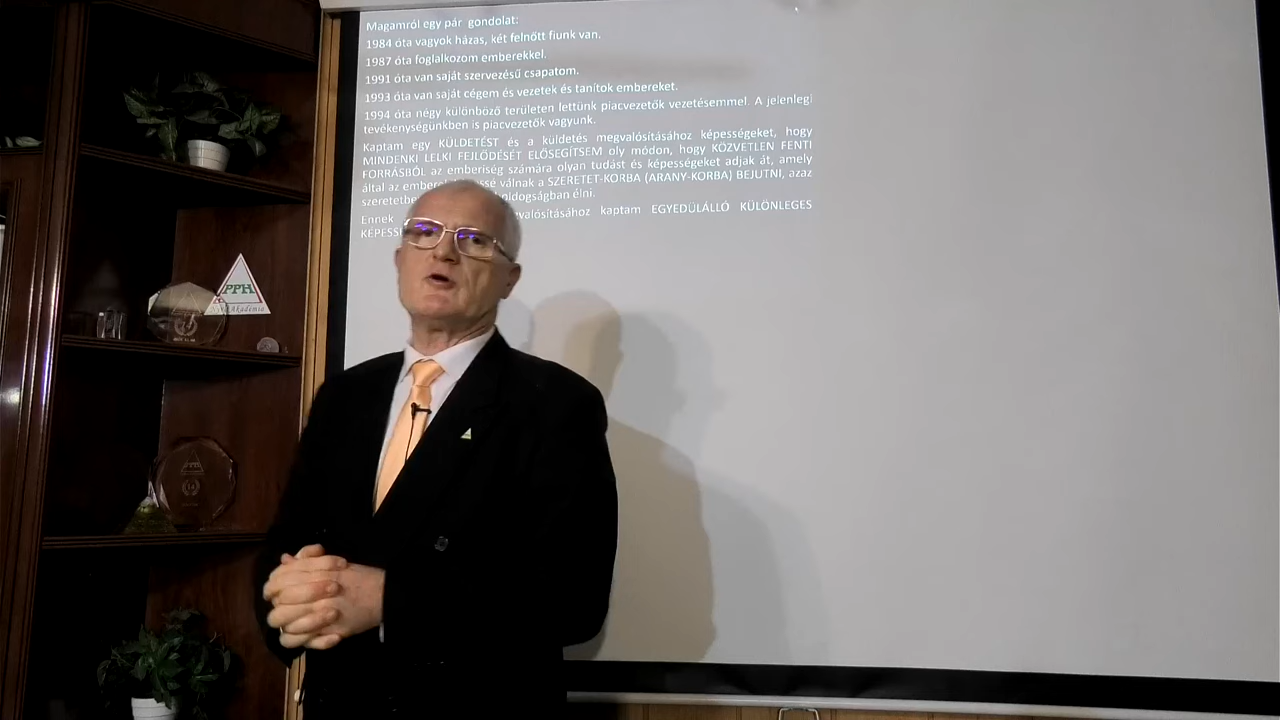 Magamról egy pár gondolat:
1984 óta vagyok házas, két felnőtt fiunk van.
1987 óta foglalkozom emberekkel.
1991 óta van saját szervezésű csapatom.
1993 óta van saját cégem és vezetek és tanítok embereket.
1994 óta négy különböző területen lettünk piacvezetők vezetésemmel. A jelenlegi
tevékenységünkben is piacvezetők vagyunk.
Kaptam egy KÜLDETÉST és a küldetés megvalósításához képességeket, hogy
MINDENKI LELKI FEJLŐDÉSÉT ELŐSEGÍTSEM oly módon, hogy KÖZVETLEN FENTI
FORRÁSBÓL az emberiség számára olyan tudást és képességeket adjak át, amely
által az emberek válnak a SZERETET-KORBA (ARANY-KORBA) BEJUTNI, azaz
élni.
Ennek kaptam EGYEDÜLÁLLÓ KÜLÖNLEGES
PPH
Akadémia